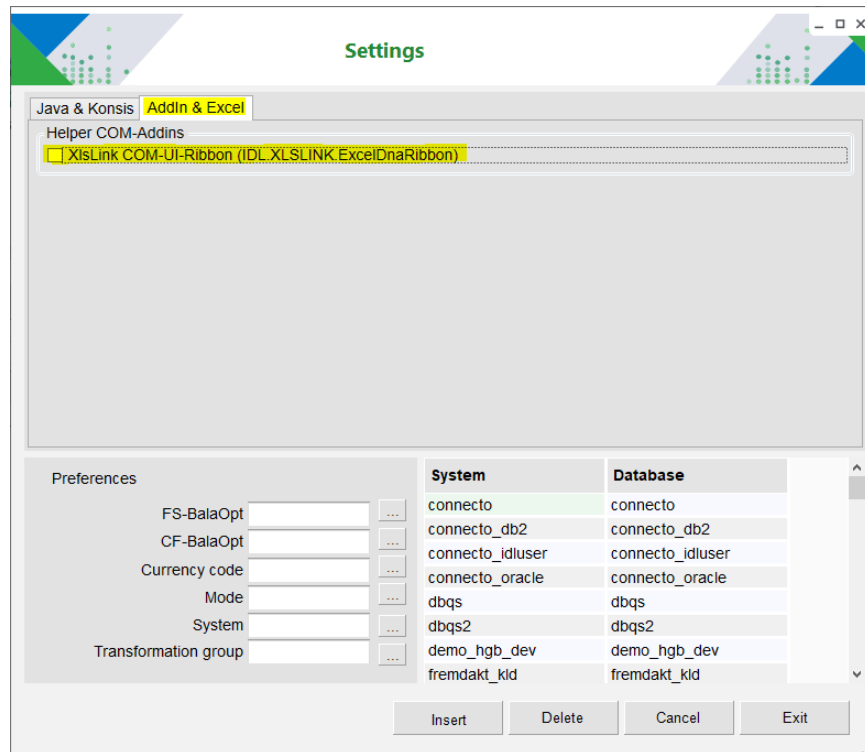 Settings
Java & Konsis AddIn & Excel
Helper COM-Addins
XlsLink COM-UI-Ribbon (IDL.XLSLINK.ExcelDnaRibbon)
Preferences
FS-BalaOpt ...
CF-BalaOpt ...
Currency code ...
Mode ...
System ...
Transformation group ...
System Database
connecto connecto
connecto_db2 connecto_db2
connecto_idluser connecto_idluser
connecto_oracle connecto_oracle
dbqs dbqs
dbqs2 dbqs2
demo_hgb_dev demo_hgb_dev
fremdakt_kld fremdakt_kld
Insert Delete Cancel Exit